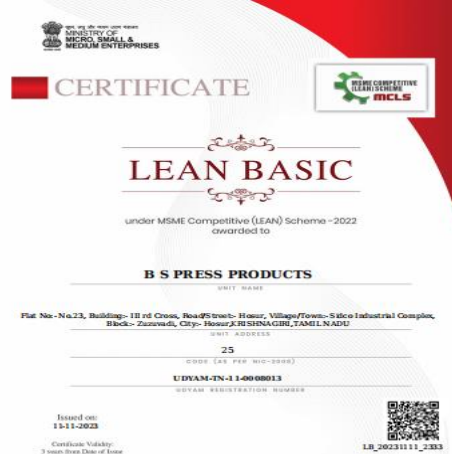 MINISTRY OF
MICRO, SMALL &
MEDIUM ENTERPRISES
CERTIFICATE
MSME COMPETITIVE
(LEAN) SCHEME
MCLS
LEAN BASIC
under MSME Competitive (LEAN) Scheme -2022
awarded to
B S PRESS PRODUCTS
UNIT NAME
Flat No:- No.23, Building:- III rd Cross, Road/Street:- Hosur, Village/Town:- Sidco Industrial Complex,
Block:- Zuzuvadi, City:- Hosur,KRISHNAGIRI,TAMIL NADU
UNIT ADDRESS
25
CODE (AS PER NIC-2008)
UDYAM-TN-11-0008013
UDYAM REGISTRATION NUMBER
Issued on:
11-11-2023
Certificate Validity:
3 years from Date of Issue
LB_20231111_2333